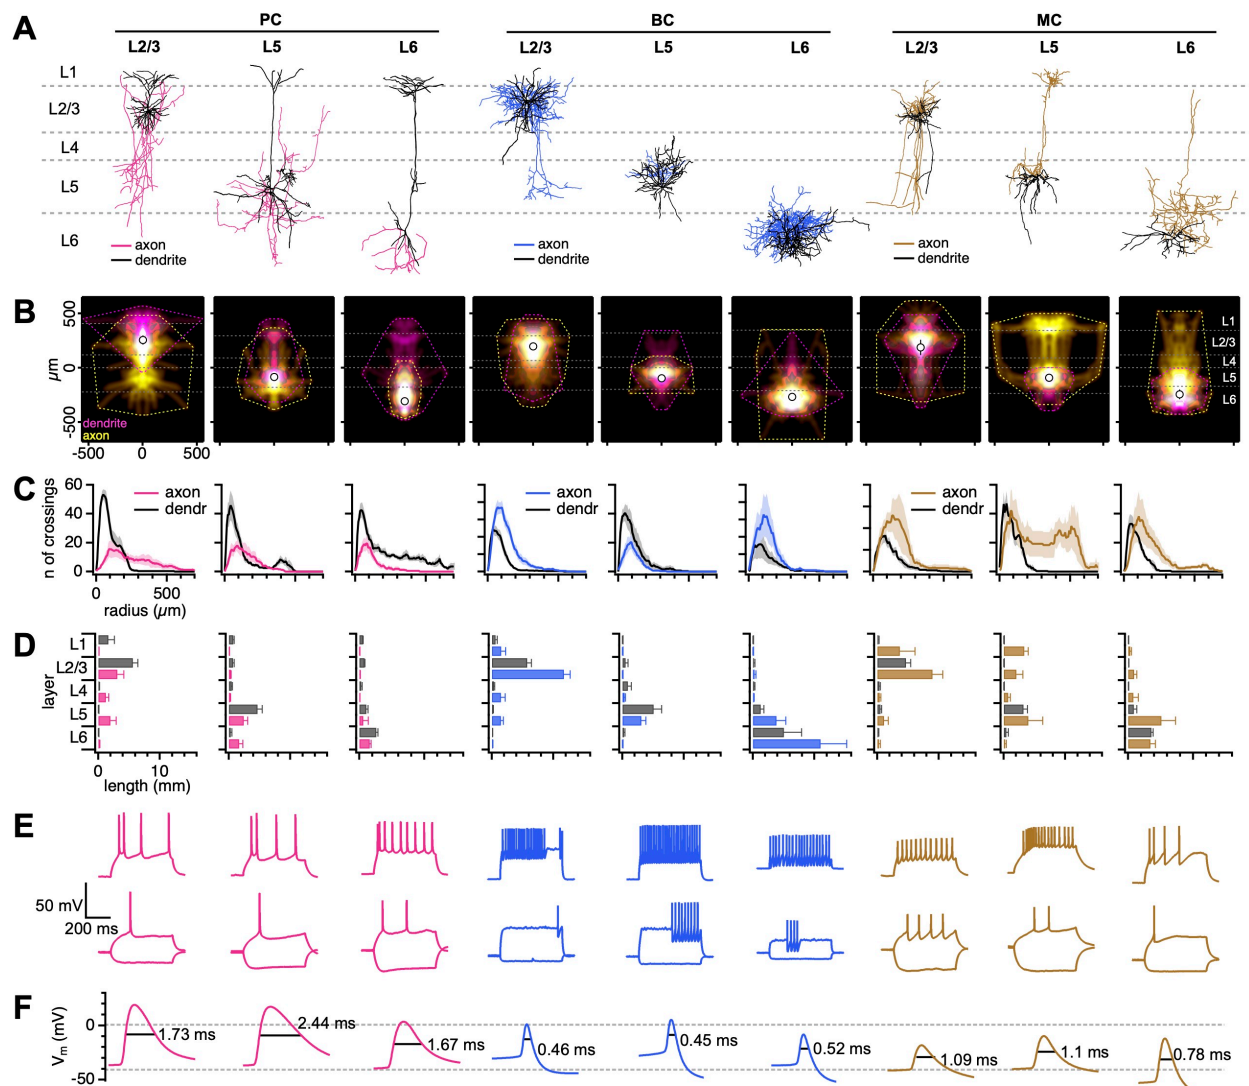 A
PC BC MC
L2/3 L5 L6 L2/3 L5 L6 L2/3 L5 L6
L1
L2/3
L4
L5
L6
axon
dendrite
axon
dendrite
axon
dendrite
B
500
0
-500
µm
dendrite
axon
-500 0 500
L1
L2/3
L4
L5
L6
C
n of crossings
60
40
20
0
axon
dendr
axon
dendr
axon
dendr
0 500
radius (µm)
D
layer
L1
L2/3
L4
L5
L6
0 10
length (mm)
E
50 mV
200 ms
F
Vm (mV)
0
-50
1.73 ms
2.44 ms
1.67 ms
0.46 ms
0.45 ms
0.52 ms
1.09 ms
1.1 ms
0.78 ms